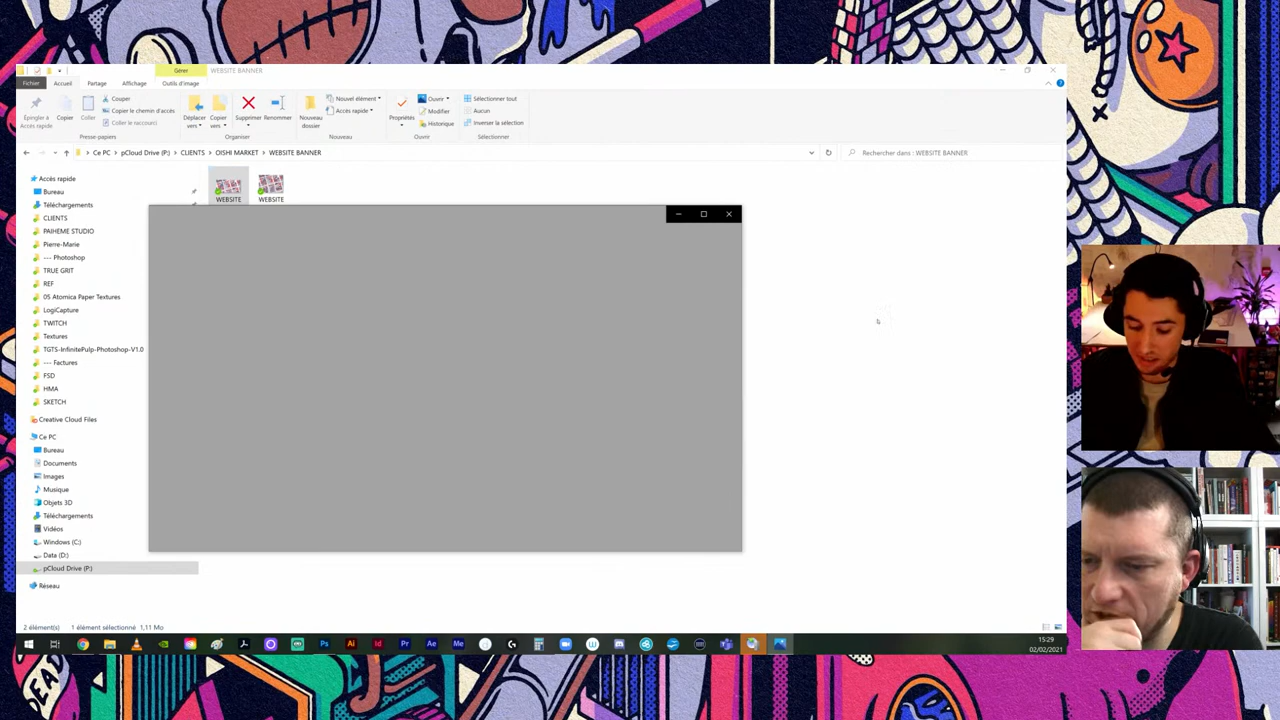 Gérer
WEBSITE BANNER
Fichier
Accueil
Partage
Affichage
Outils d'image
Épingler à
Accès rapide
Copier
Coller
Couper
Copier le chemin d'accès
Coller le raccourci
Presse-papiers
Déplacer
vers
Copier
vers
Supprimer
Renommer
Organiser
Nouveau
dossier
Nouvel élément
Accès rapide
Nouveau
Propriétés
Ouvrir
Modifier
Historique
Ouvrir
Sélectionner tout
Aucun
Inverser la sélection
Sélectionner
Ce PC > pCloud Drive (P:) > CLIENTS > OISHI MARKET > WEBSITE BANNER
Rechercher dans : WEBSITE BANNER
Accès rapide
Bureau
Téléchargements
CLIENTS
PAIHEME STUDIO
Pierre-Marie
--- Photoshop
TRUE GRIT
REF
05 Atomica Paper Textures
LogiCapture
TWITCH
Textures
TGTS-InfinitePulp-Photoshop-V1.0
--- Factures
FSD
HMA
SKETCH
Creative Cloud Files
Ce PC
Bureau
Documents
Images
Musique
Objets 3D
Téléchargements
Vidéos
Windows (C:)
Data (D:)
pCloud Drive (P:)
Réseau
WEBSITE
WEBSITE
2 élément(s)
1 élément sélectionné 1,11 Mo
Ps
Ai
Id
Pr
Ae
Me
15:29
02/02/2021